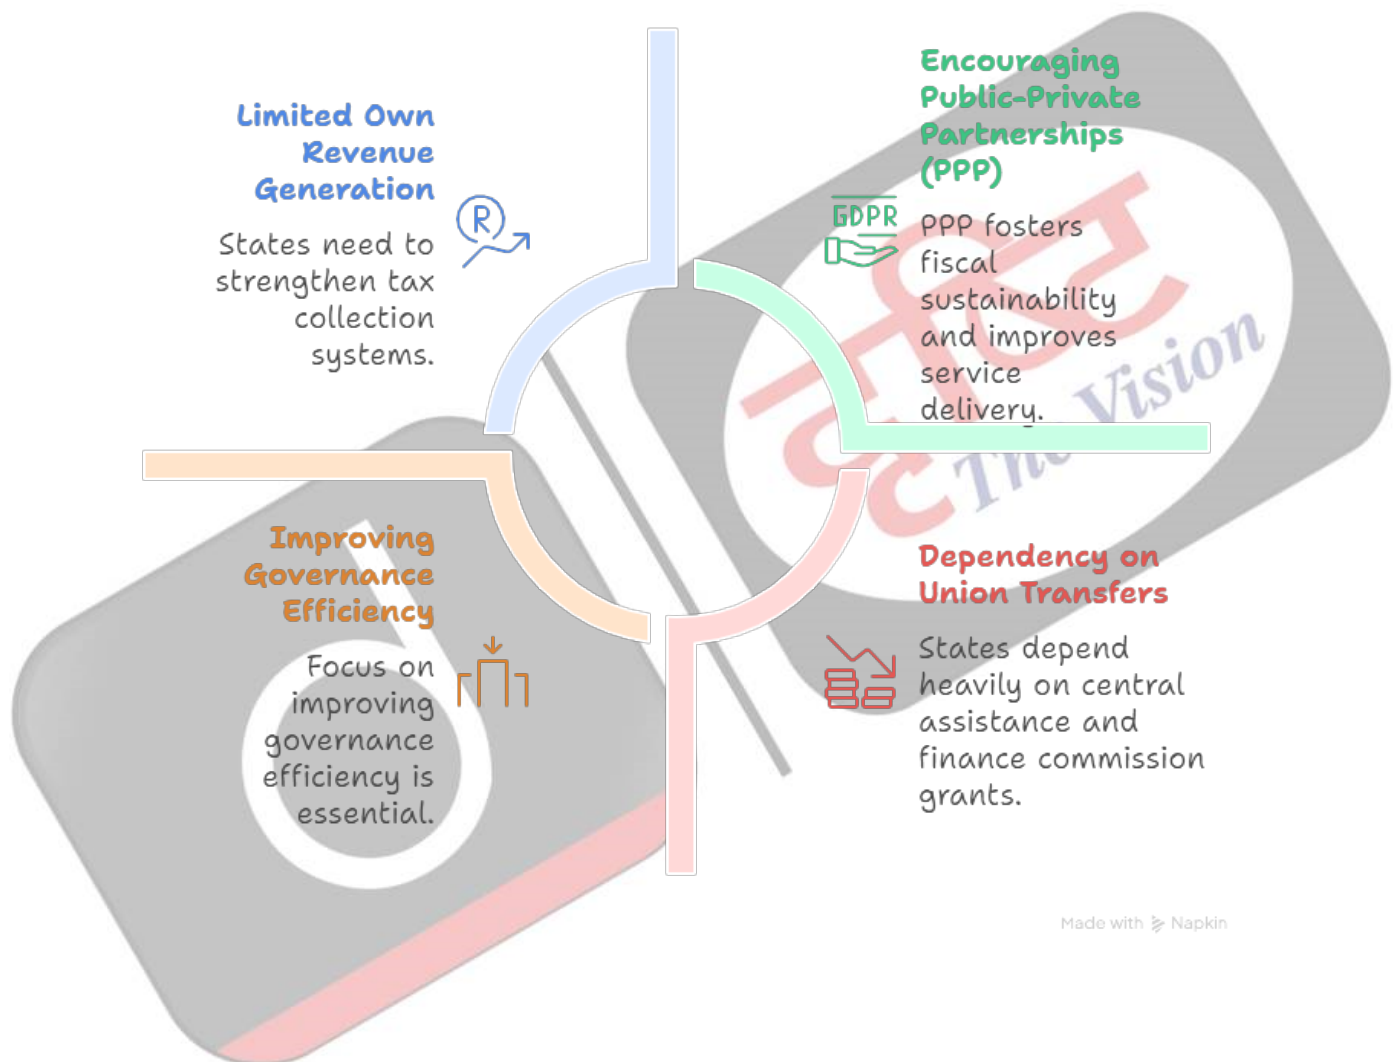 Limited Own
Revenue
Generation
States need to
strengthen tax
collection
systems.
R
Encouraging
Public-Private
Partnerships
(PPP)
GDPR
PPP fosters
fiscal
sustainability
and improves
service
delivery.
दृष्टि
The Vision
Improving
Governance
Efficiency
Focus on
improving
governance
efficiency is
essential.
d
Dependency on
Union Transfers
States depend
heavily on central
assistance and
finance commission
grants.
Made with Napkin